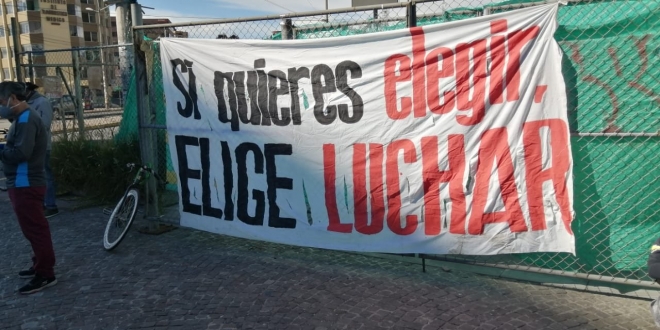 Si quieres elegir,
ELIGE LUCHAR